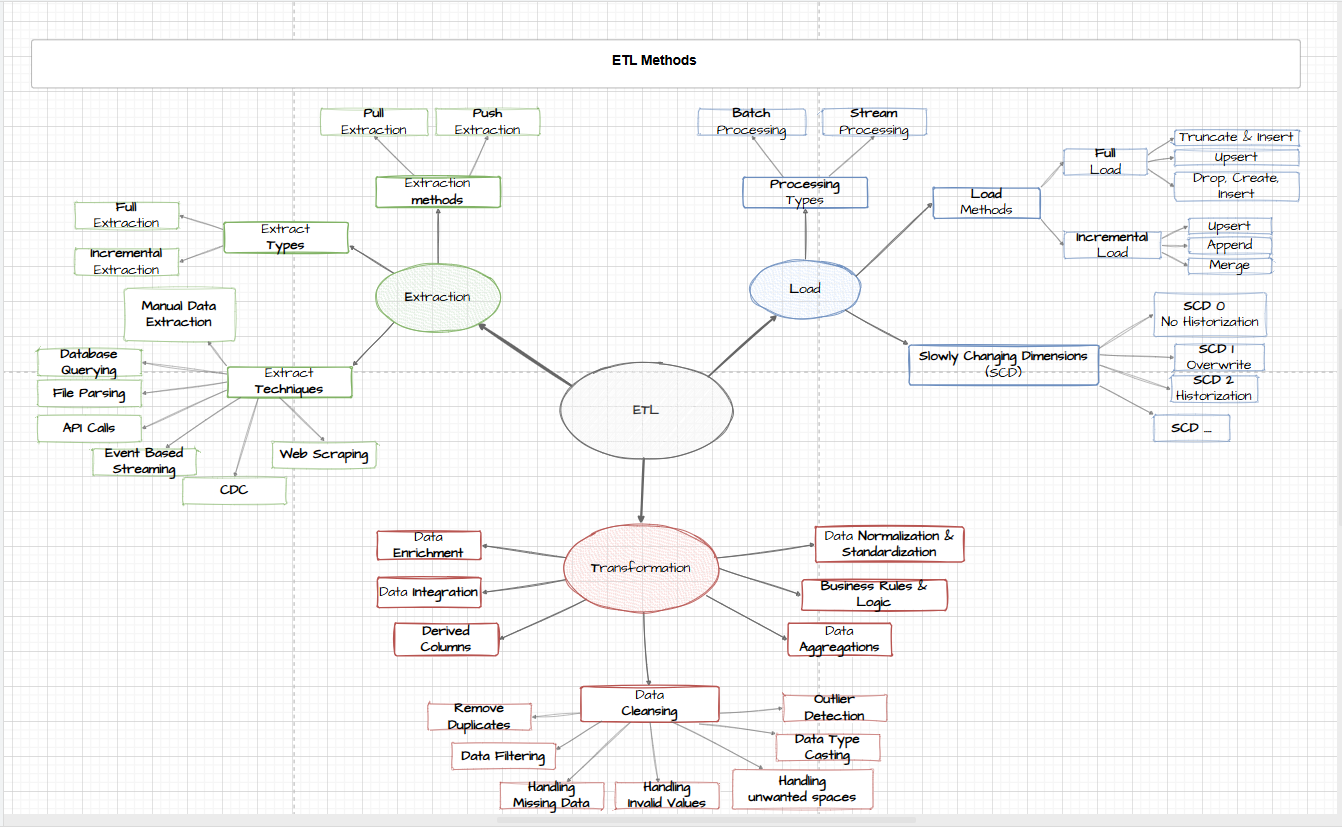 ETL Methods
Pull
Extraction
Push
Extraction
Extraction
methods
Full
Extraction
Incremental
Extraction
Extract
Types
Extraction
Manual Data
Extraction
Database
Querying
File Parsing
API Calls
Event Based
Streaming
CDC
Web Scraping
Extract
Techniques
Batch
Processing
Stream
Processing
Processing
Types
Load
Load
Methods
Full
Load
Truncate & Insert
Upsert
Drop, Create,
Insert
Incremental
Load
Upsert
Append
Merge
Slowly Changing Dimensions
(SCD)
SCD 0
No Historization
SCD 1
Overwrite
SCD 2
Historization
SCD ...
ETL
Transformation
Data
Enrichment
Data Integration
Derived
Columns
Data Normalization &
Standardization
Business Rules &
Logic
Data
Aggregations
Data
Cleansing
Remove
Duplicates
Data Filtering
Handling
Missing Data
Handling
Invalid Values
Handling
unwanted spaces
Data Type
Casting
Outlier
Detection